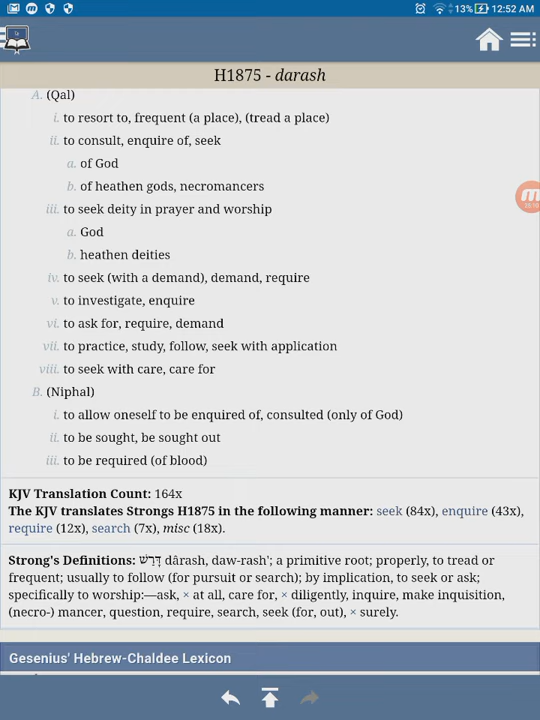 13% 12:52 AM
H1875 - darash
A. (Qal)
i. to resort to, frequent (a place), (tread a place)
ii. to consult, enquire of, seek
a. of God
b. of heathen gods, necromancers
iii. to seek deity in prayer and worship
a. God
b. heathen deities
iv. to seek (with a demand), demand, require
v. to investigate, enquire
vi. to ask for, require, demand
vii. to practice, study, follow, seek with application
viii. to seek with care, care for
B. (Niphal)
i. to allow oneself to be enquired of, consulted (only of God)
ii. to be sought, be sought out
iii. to be required (of blood)
KJV Translation Count: 164x
The KJV translates Strongs H1875 in the following manner: seek (84x), enquire (43x),
require (12x), search (7x), misc (18x).
Strong's Definitions: דָּרַשׁ dârash, daw-rash'; a primitive root; properly, to tread or
frequent; usually to follow (for pursuit or search); by implication, to seek or ask;
specifically to worship:—ask, × at all, care for, × diligently, inquire, make inquisition,
(necro-) mancer, question, require, search, seek (for, out), × surely.
Gesenius' Hebrew-Chaldee Lexicon